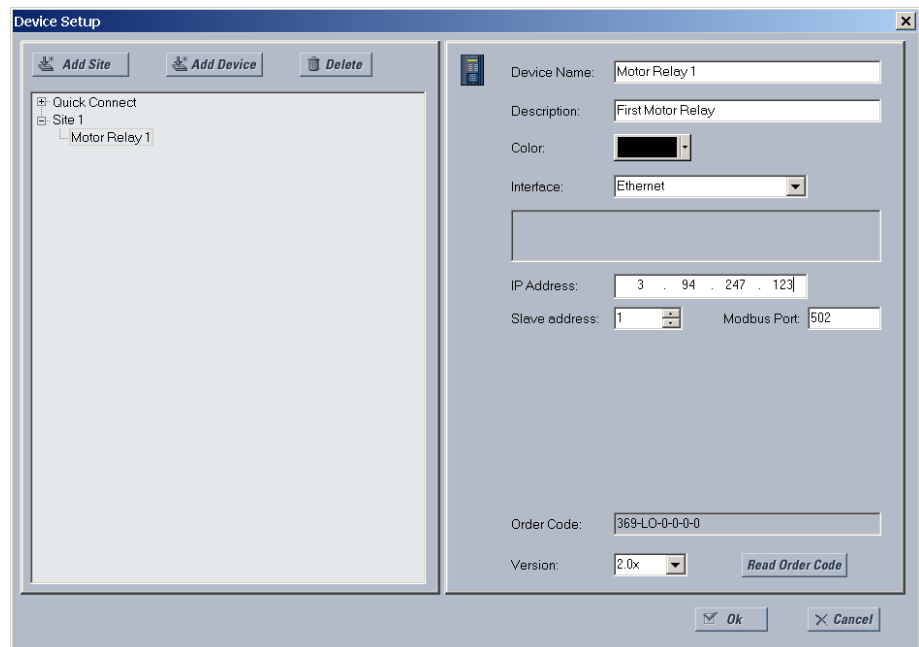 Device Setup
Add Site Add Device Delete
Quick Connect
Site 1
Motor Relay 1
Device Name: Motor Relay 1
Description: First Motor Relay
Color:
Interface: Ethernet
IP Address: 3 . 94 . 247 . 123
Slave address: 1 Modbus Port: 502
Order Code: 369-LO-0-0-0-0
Version: 2.0x Read Order Code
Ok Cancel